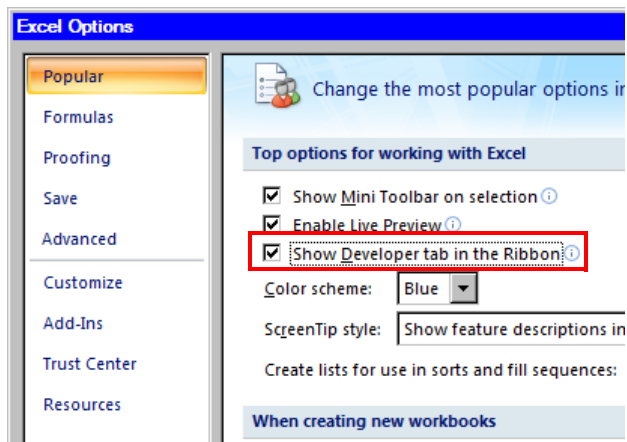 Excel Options
Popular
Formulas
Proofing
Save
Advanced
Customize
Add-Ins
Trust Center
Resources
Change the most popular options in
Top options for working with Excel
Show Mini Toolbar on selection
Enable Live Preview
Show Developer tab in the Ribbon
Color scheme: Blue
ScreenTip style: Show feature descriptions in
Create lists for use in sorts and fill sequences:
When creating new workbooks